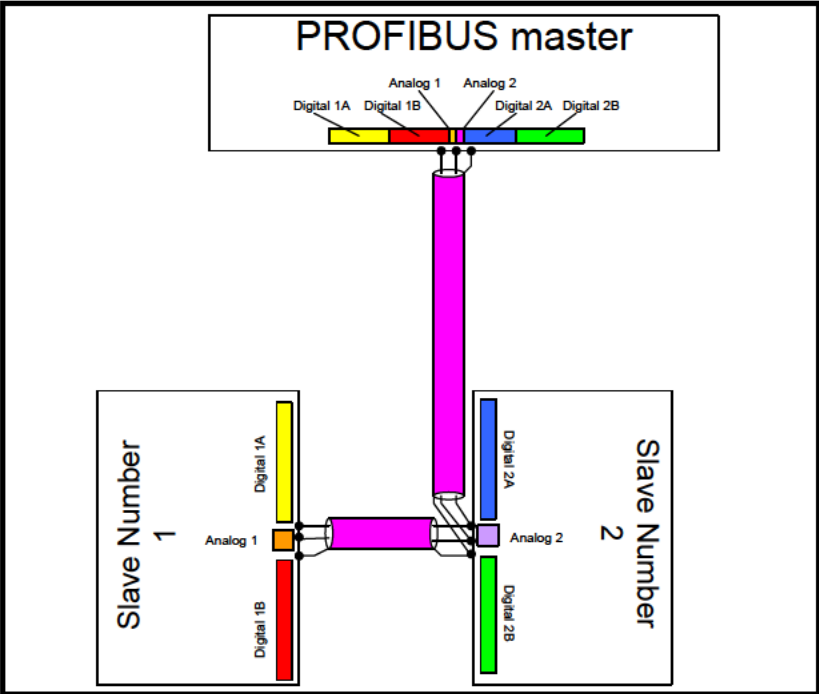 PROFIBUS master
Analog 1 Analog 2
Digital 1A Digital 1B Digital 2A Digital 2B
Slave Number
1
Digital 1A
Analog 1
Digital 1B
Digital 2A
Analog 2
Digital 2B
Slave Number
2